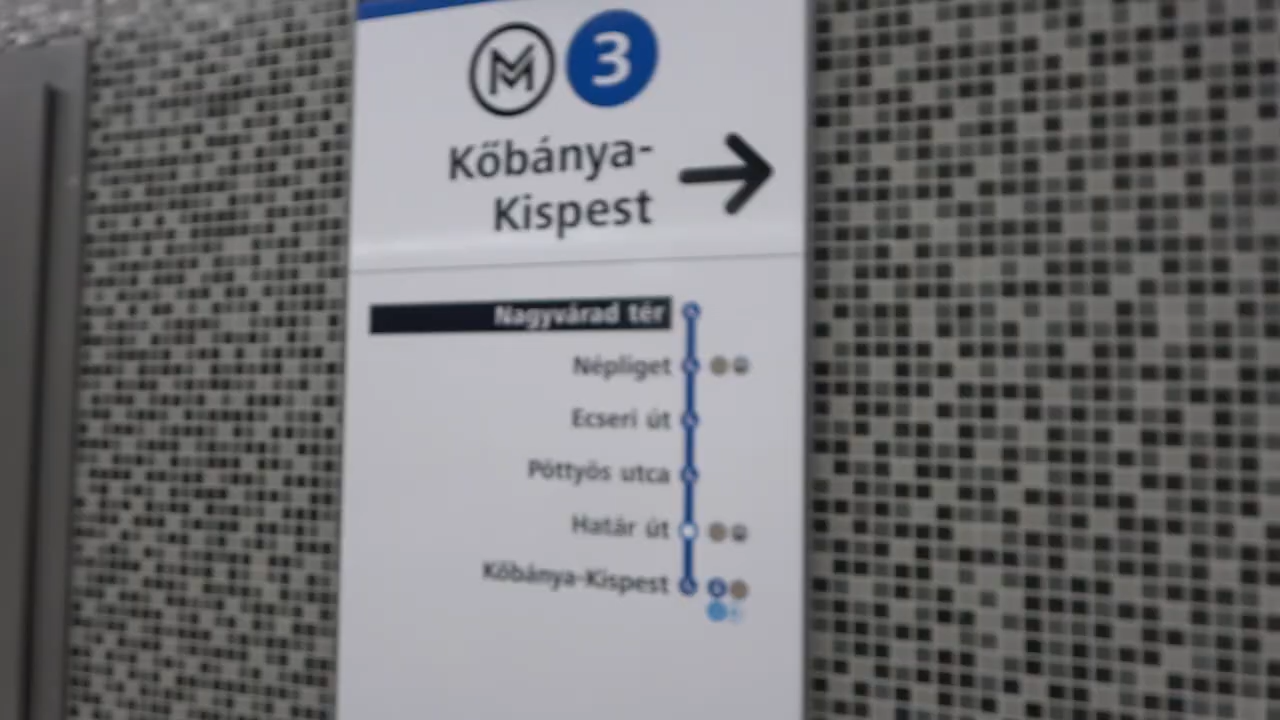 M 3
Kőbánya-
Kispest
Nagyvárad tér
Népliget
Ecseri út
Pöttyös utca
Határ út
Kőbánya-Kispest